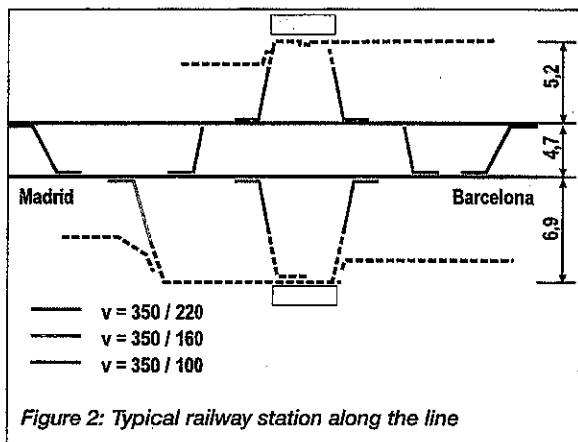 5,2
4,7
Madrid
Barcelona
6,9
v = 350 / 220
v = 350 / 160
v = 350 / 100
Figure 2: Typical railway station along the line